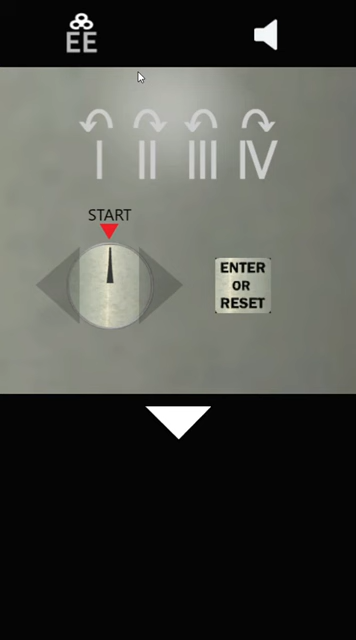 EE
I II III IV
START
ENTER
OR
RESET